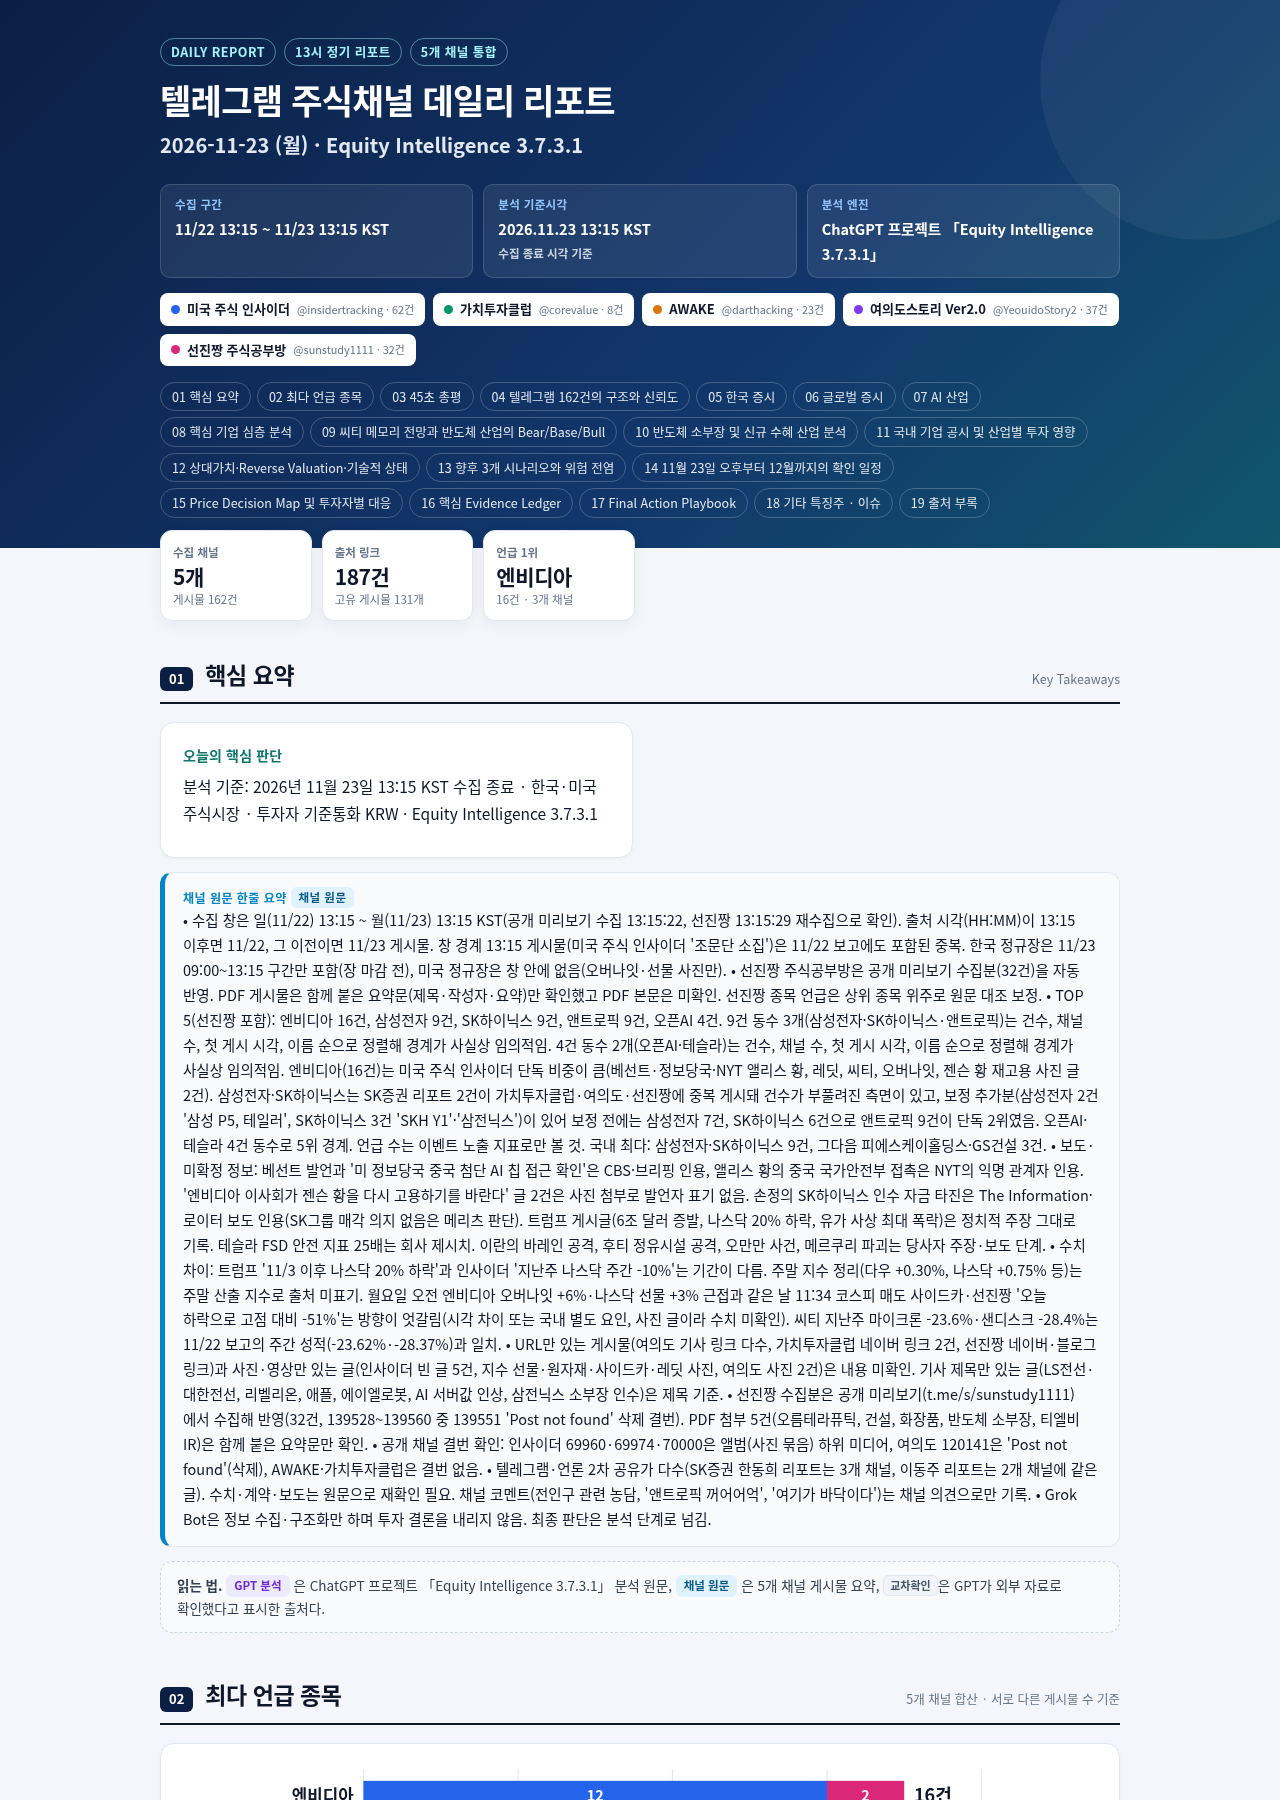 DAILY REPORT
13시 정기 리포트
5개 채널 통합
텔레그램 주식채널 데일리 리포트
2026-11-23 (월) · Equity Intelligence 3.7.3.1
수집 구간
11/22 13:15 ~ 11/23 13:15 KST
분석 기준시각
2026.11.23 13:15 KST
수집 종료 시각 기준
분석 엔진
ChatGPT 프로젝트 「Equity Intelligence
3.7.3.1」
미국 주식 인사이더 @insidertracking · 62건
가치투자클럽 @corevalue · 8건
AWAKE @darthacking · 23건
여의도스토리 Ver2.0 @YeouidoStory2 · 37건
선진짱 주식공부방 @sunstudy1111 · 32건
01 핵심 요약
02 최다 언급 종목
03 45초 총평
04 텔레그램 162건의 구조와 신뢰도
05 한국 증시
06 글로벌 증시
07 AI 산업
08 핵심 기업 심층 분석
09 씨티 메모리 전망과 반도체 산업의 Bear/Base/Bull
10 반도체 소부장 및 신규 수혜 산업 분석
11 국내 기업 공시 및 산업별 투자 영향
12 상대가치·Reverse Valuation·기술적 상태
13 향후 3개 시나리오와 위험 전염
14 11월 23일 오후부터 12월까지의 확인 일정
15 Price Decision Map 및 투자자별 대응
16 핵심 Evidence Ledger
17 Final Action Playbook
18 기타 특징주 · 이슈
19 출처 부록
수집 채널
5개
게시물 162건
출처 링크
187건
고유 게시물 131개
언급 1위
엔비디아
16건 · 3개 채널
01 핵심 요약
Key Takeaways
오늘의 핵심 판단
분석 기준: 2026년 11월 23일 13:15 KST 수집 종료 · 한국·미국
주식시장 · 투자자 기준통화 KRW · Equity Intelligence 3.7.3.1
채널 원문 한줄 요약 채널 원문
• 수집 창은 일(11/22) 13:15 ~ 월(11/23) 13:15 KST(공개 미리보기 수집 13:15:22, 선진짱 13:15:29 재수집으로 확인). 출처 시각(HH:MM)이 13:15
이후면 11/22, 그 이전이면 11/23 게시물. 창 경계 13:15 게시물(미국 주식 인사이더 '조문단 소집')은 11/22 보고에도 포함된 중복. 한국 정규장은 11/23
09:00~13:15 구간만 포함(장 마감 전), 미국 정규장은 창 안에 없음(오버나잇·선물 사진만). • 선진짱 주식공부방은 공개 미리보기 수집분(32건)을 자동
반영. PDF 게시물은 함께 붙은 요약문(제목·작성자·요약)만 확인했고 PDF 본문은 미확인. 선진짱 종목 언급은 상위 종목 위주로 원문 대조 보정. • TOP
5(선진짱 포함): 엔비디아 16건, 삼성전자 9건, SK하이닉스 9건, 앤트로픽 9건, 오픈AI 4건. 9건 동수 3개(삼성전자·SK하이닉스·앤트로픽)는 건수, 채널
수, 첫 게시 시각, 이름 순으로 정렬해 경계가 사실상 임의적임. 4건 동수 2개(오픈AI·테슬라)는 건수, 채널 수, 첫 게시 시각, 이름 순으로 정렬해 경계가
사실상 임의적임. 엔비디아(16건)는 미국 주식 인사이더 단독 비중이 큼(베선트·정보당국·NYT 앨리스 황, 레딧, 씨티, 오버나잇, 젠슨 황 재고용 사진 글
2건). 삼성전자·SK하이닉스는 SK증권 리포트 2건이 가치투자클럽·여의도·선진짱에 중복 게시돼 건수가 부풀려진 측면이 있고, 보정 추가분(삼성전자 2건
'삼성 P5, 테일러', SK하이닉스 3건 'SKH Y1'·'삼전닉스')이 있어 보정 전에는 삼성전자 7건, SK하이닉스 6건으로 앤트로픽 9건이 단독 2위였음. 오픈AI·
테슬라 4건 동수로 5위 경계. 언급 수는 이벤트 노출 지표로만 볼 것. 국내 최다: 삼성전자·SK하이닉스 9건, 그다음 피에스케이홀딩스·GS건설 3건. • 보도·
미확정 정보: 베선트 발언과 '미 정보당국 중국 첨단 AI 칩 접근 확인'은 CBS·브리핑 인용, 앨리스 황의 중국 국가안전부 접촉은 NYT의 익명 관계자 인용.
'엔비디아 이사회가 젠슨 황을 다시 고용하기를 바란다' 글 2건은 사진 첨부로 발언자 표기 없음. 손정의 SK하이닉스 인수 자금 타진은 The Information·
로이터 보도 인용(SK그룹 매각 의지 없음은 메리츠 판단). 트럼프 게시글(6조 달러 증발, 나스닥 20% 하락, 유가 사상 최대 폭락)은 정치적 주장 그대로
기록. 테슬라 FSD 안전 지표 25배는 회사 제시치. 이란의 바레인 공격, 후티 정유시설 공격, 오만만 사건, 메르쿠리 파괴는 당사자 주장·보도 단계. • 수치
차이: 트럼프 '11/3 이후 나스닥 20% 하락'과 인사이더 '지난주 나스닥 주간 -10%'는 기간이 다름. 주말 지수 정리(다우 +0.30%, 나스닥 +0.75% 등)는
주말 산출 지수로 출처 미표기. 월요일 오전 엔비디아 오버나잇 +6%·나스닥 선물 +3% 근접과 같은 날 11:34 코스피 매도 사이드카·선진짱 '오늘
하락으로 고점 대비 -51%'는 방향이 엇갈림(시각 차이 또는 국내 별도 요인, 사진 글이라 수치 미확인). 씨티 지난주 마이크론 -23.6%·샌디스크 -28.4%는
11/22 보고의 주간 성적(-23.62%·-28.37%)과 일치. • URL만 있는 게시물(여의도 기사 링크 다수, 가치투자클럽 네이버 링크 2건, 선진짱 네이버·블로그
링크)과 사진·영상만 있는 글(인사이더 빈 글 5건, 지수 선물·원자재·사이드카·레딧 사진, 여의도 사진 2건)은 내용 미확인. 기사 제목만 있는 글(LS전선·
대한전선, 리벨리온, 애플, 에이엘로봇, AI 서버값 인상, 삼전닉스 소부장 인수)은 제목 기준. • 선진짱 수집분은 공개 미리보기(t.me/s/sunstudy1111)
에서 수집해 반영(32건, 139528~139560 중 139551 'Post not found' 삭제 결번). PDF 첨부 5건(오름테라퓨틱, 건설, 화장품, 반도체 소부장, 티엘비
IR)은 함께 붙은 요약문만 확인. • 공개 채널 결번 확인: 인사이더 69960·69974·70000은 앨범(사진 묶음) 하위 미디어, 여의도 120141은 'Post not
found'(삭제), AWAKE·가치투자클럽은 결번 없음. • 텔레그램·언론 2차 공유가 다수(SK증권 한동희 리포트는 3개 채널, 이동주 리포트는 2개 채널에 같은
글). 수치·계약·보도는 원문으로 재확인 필요. 채널 코멘트(전인구 관련 농담, '앤트로픽 꺼어어억', '여기가 바닥이다')는 채널 의견으로만 기록. • Grok
Bot은 정보 수집·구조화만 하며 투자 결론을 내리지 않음. 최종 판단은 분석 단계로 넘김.
읽는 법. GPT 분석 은 ChatGPT 프로젝트 「Equity Intelligence 3.7.3.1」 분석 원문, 채널 원문 은 5개 채널 게시물 요약, 교차확인 은 GPT가 외부 자료로
확인했다고 표시한 출처다.
02 최다 언급 종목
5개 채널 합산 · 서로 다른 게시물 수 기준
엔비디아 12 2 16건